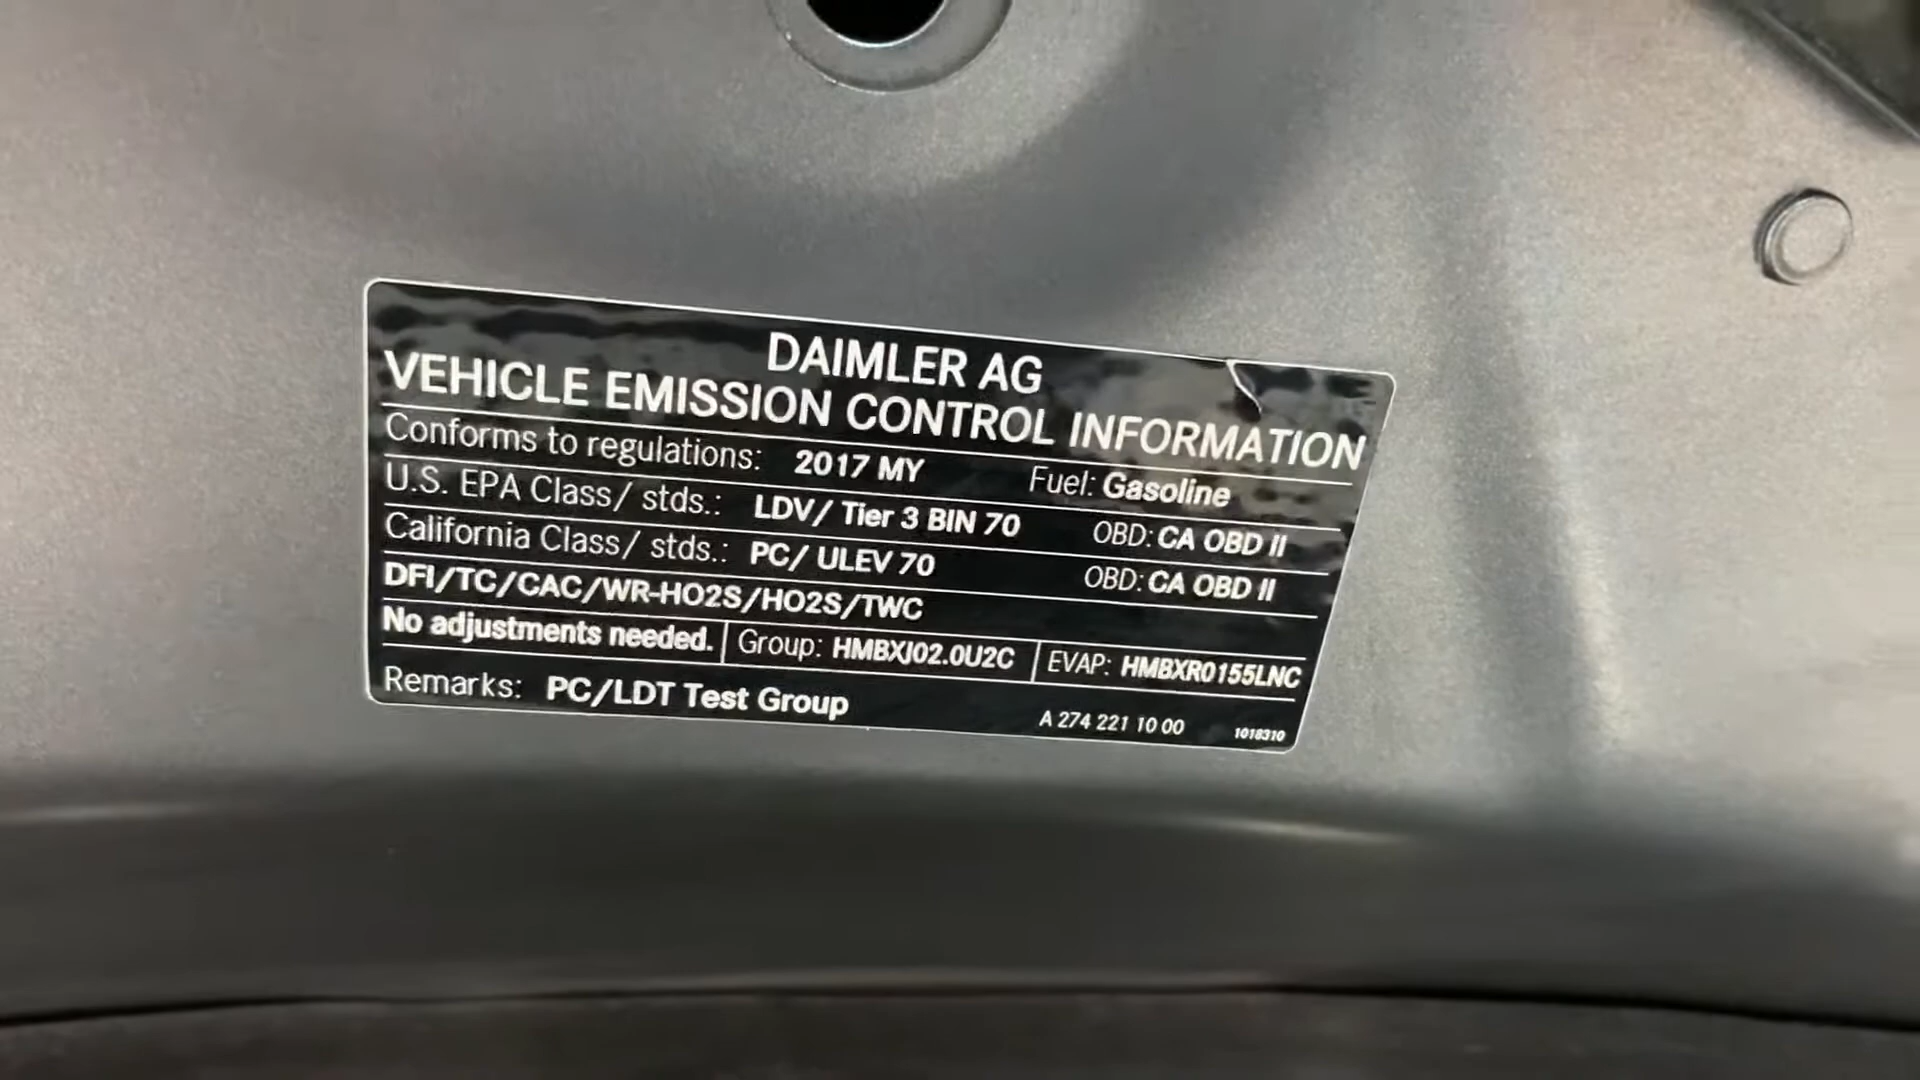 DAIMLER AG
VEHICLE EMISSION CONTROL INFORMATION
Conforms to regulations: 2017 MY Fuel: Gasoline
U.S. EPA Class/ stds.: LDV/ Tier 3 BIN 70 OBD: CA OBD II
California Class/ stds.: PC/ ULEV 70 OBD: CA OBD II
DFI/TC/CAC/WR-HO2S/HO2S/TWC
No adjustments needed. Group: HMBXJ02.0U2C EVAP: HMBXR0155LNC
Remarks: PC/LDT Test Group
A 274 221 10 00 1018310